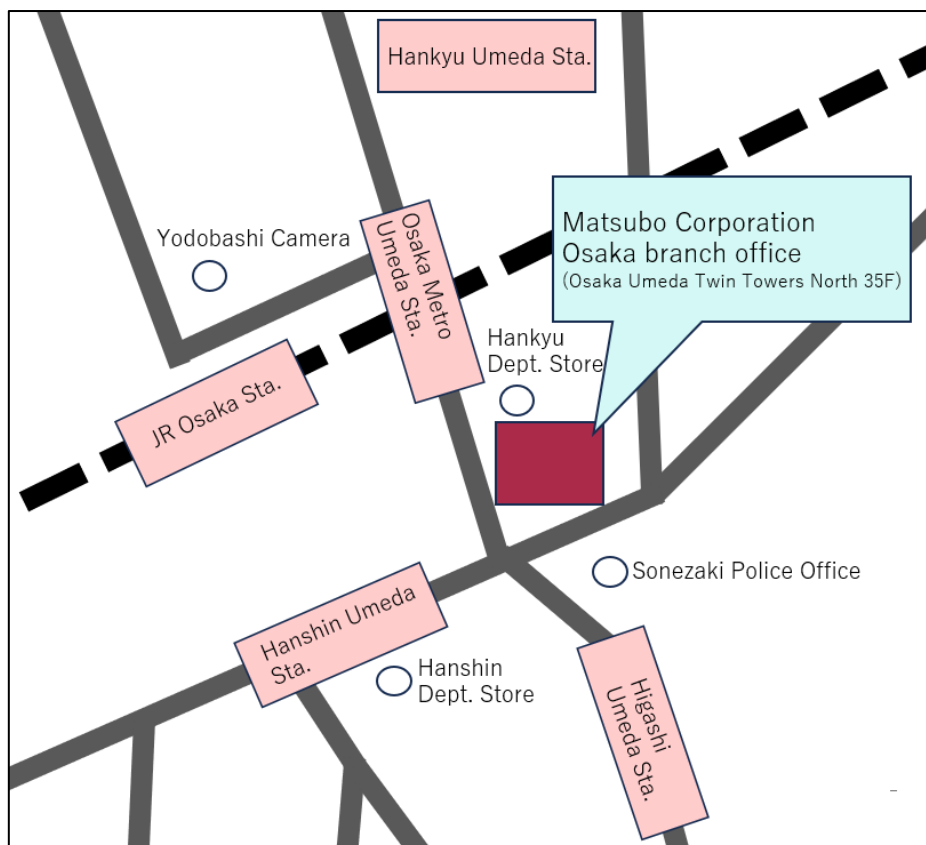 Hankyu Umeda Sta.
Matsubo Corporation
Osaka branch office
(Osaka Umeda Twin Towers North 35F)
Yodobashi Camera
Osaka Metro
Umeda Sta.
Hankyu
Dept. Store
JR Osaka Sta.
Sonezaki Police Office
Hanshin Umeda
Sta.
Hanshin
Dept. Store
Higashi
Umeda Sta.